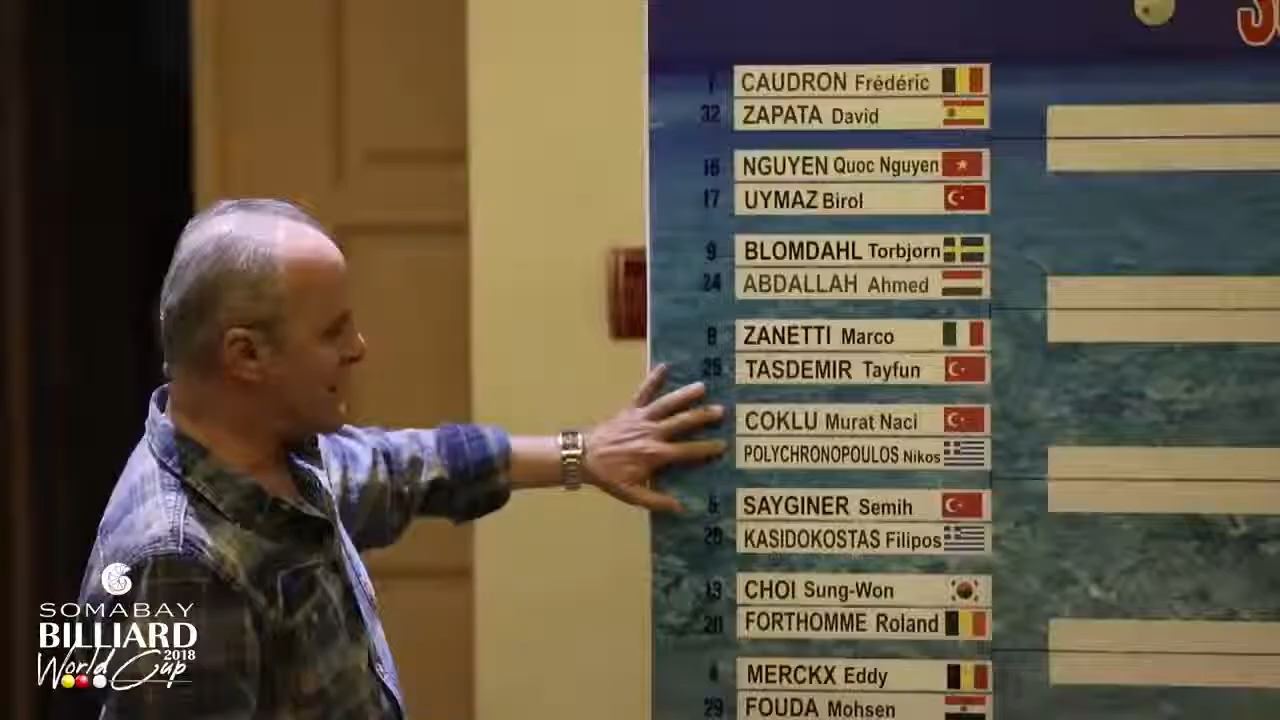 1 CAUDRON Frédéric
32 ZAPATA David
16 NGUYEN Quoc Nguyen
17 UYMAZ Birol
9 BLOMDAHL Torbjorn
24 ABDALLAH Ahmed
8 ZANETTI Marco
25 TASDEMIR Tayfun
COKLU Murat Naci
POLYCHRONOPOULOS Nikos
5 SAYGINER Semih
KASIDOKOSTAS Filipos
13 CHOI Sung-Won
20 FORTHOMME Roland
4 MERCKX Eddy
29 FOUDA Mohsen
SOMABAY
BILLIARD
2018
World Cup